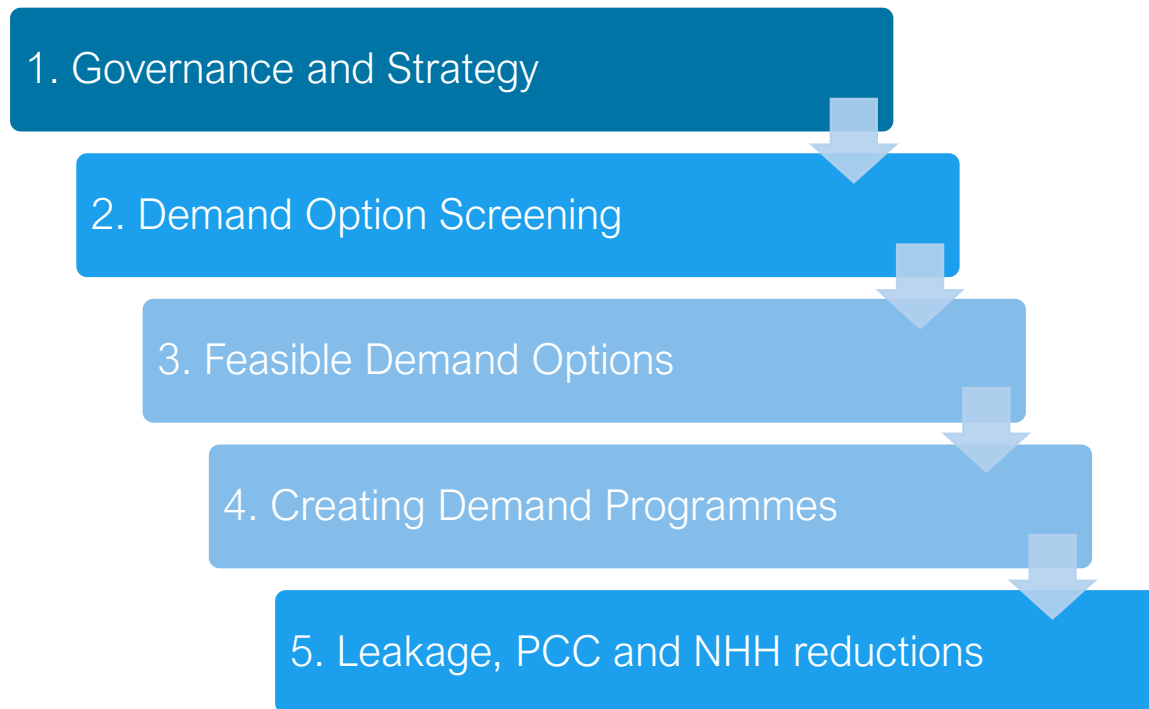 1. Governance and Strategy
2. Demand Option Screening
3. Feasible Demand Options
4. Creating Demand Programmes
5. Leakage, PCC and NHH reductions